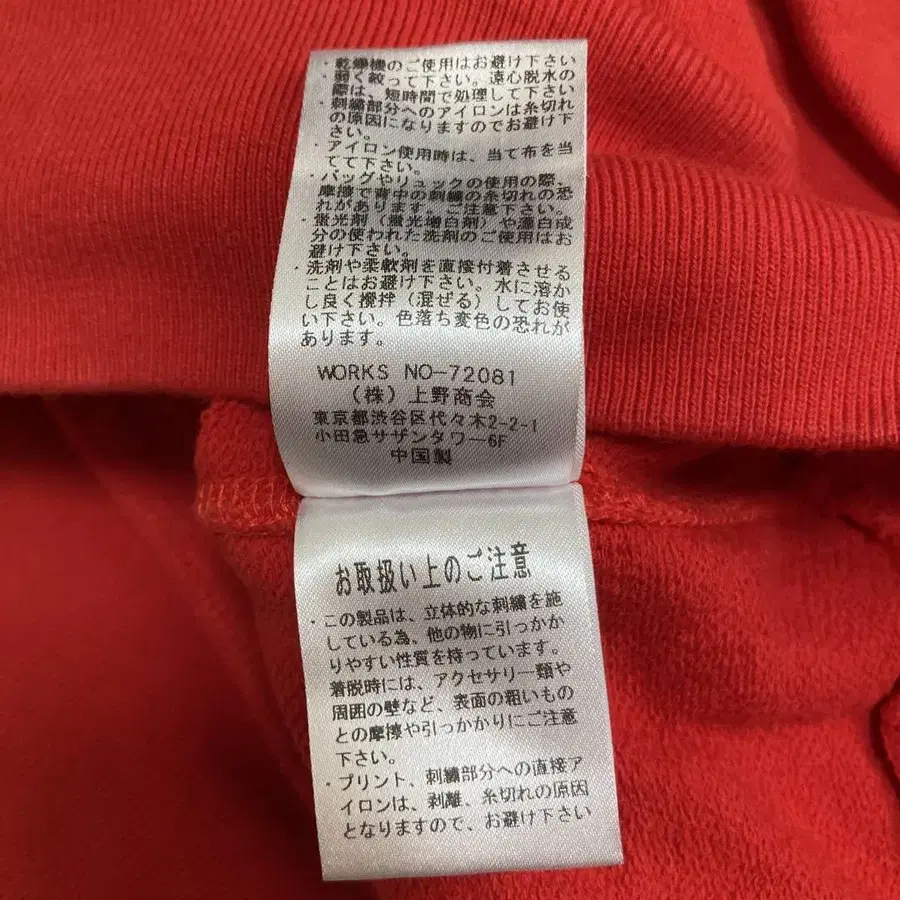 ・乾燥機のご使用はお避け下さい
・弱く絞って下さい。遠心脱水の
際は、短時間で処理して下さい
・刺繍部分へのアイロンは糸切れ
の原因になりますのでお避け下
さい。
・アイロン使用時は、当て布を当
てて下さい。
・バッグやリュックの使用の際、
摩擦で背中の刺繍の糸切れの恐
れがあります。ご注意下さい。
・蛍光剤（蛍光増白剤）や漂白成
分の使われた洗剤のご使用はお
避け下さい。
・洗剤や柔軟剤を直接付着させる
ことはお避け下さい。水に溶か
し良く攪拌（混ぜる）してお使
い下さい。色落ち変色の恐れが
あります。
WORKS NO-72081
（株）上野商会
東京都渋谷区代々木2-2-1
小田急サザンタワー6F
中国製
お取扱い上のご注意
・この製品は、立体的な刺繍を施
している為、他の物に引っかか
りやすい性質を持っています。
着脱時には、アクセサリー類や
周囲の壁など、表面の粗いもの
との摩擦や引っかかりにご注意
下さい。
・プリント、刺繍部分への直接ア
イロンは、剥離、糸切れの原因
となりますので、お避け下さい